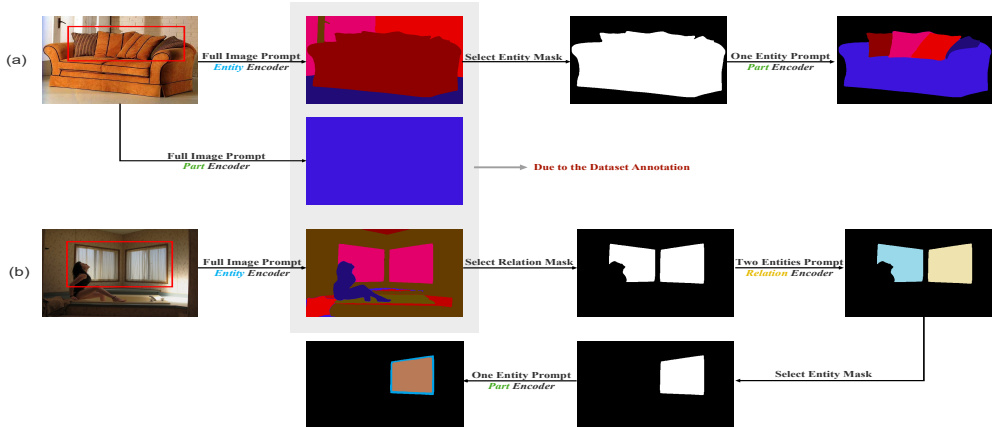 (a)
Full Image Prompt
Entity Encoder
Select Entity Mask
One Entity Prompt
Part Encoder
Full Image Prompt
Part Encoder
Due to the Dataset Annotation
(b)
Full Image Prompt
Entity Encoder
Select Relation Mask
Two Entities Prompt
Relation Encoder
One Entity Prompt
Part Encoder
Select Entity Mask